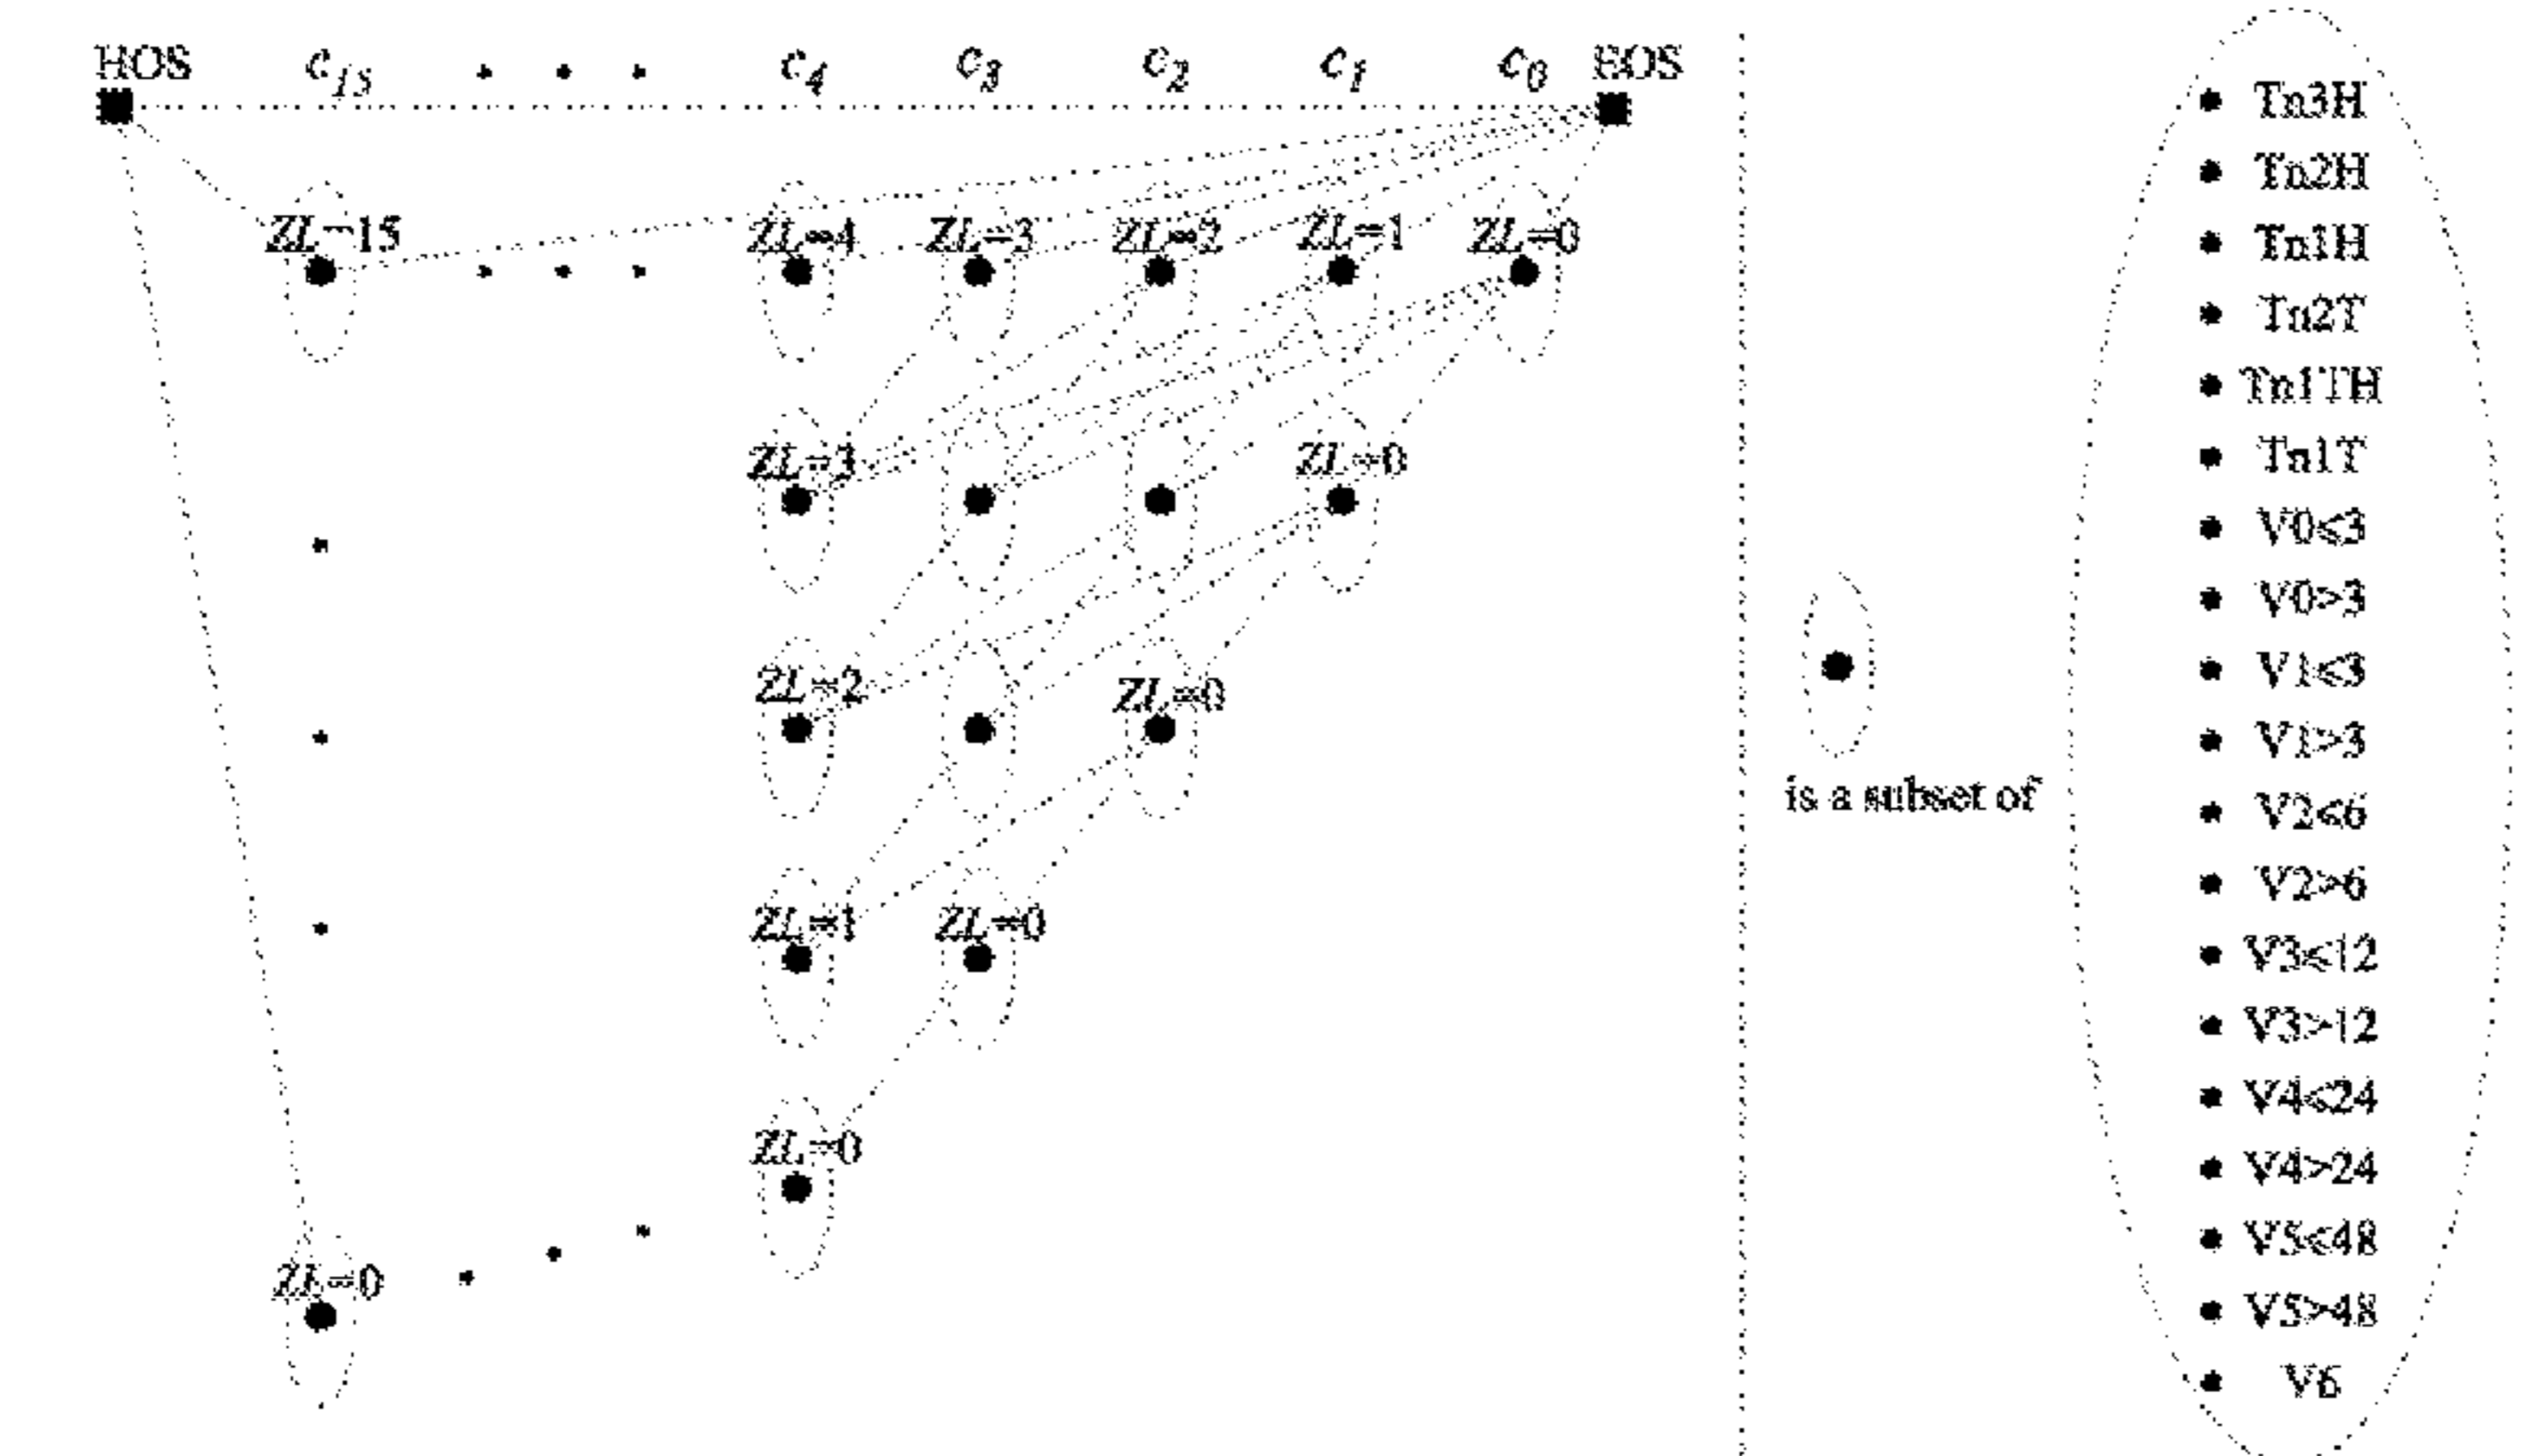 HOS c15 c4 c3 c2 c1 c0 EOS
ZL=15 ZL=4 ZL=3 ZL=2 ZL=1 ZL=0
ZL=3 ZL=0
ZL=2 ZL=0
ZL=1 ZL=0
ZL=0
ZL=0
is a subset of
Tn3H
Tn2H
Tn1H
Tn2T
Tn1TH
Tn1T
V0≤3
V0>3
V1≤3
V1>3
V2≤6
V2>6
V3≤12
V3>12
V4≤24
V4>24
V5≤48
V5>48
V6